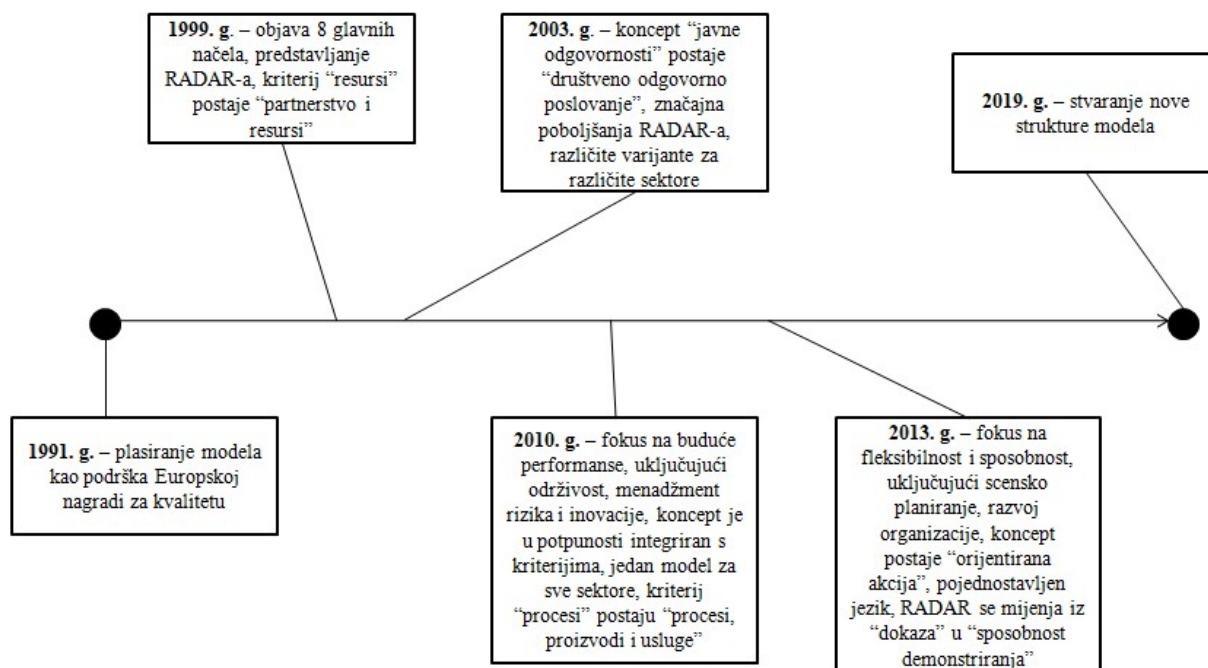 1999. g. – objava 8 glavnih
načela, predstavljanje
RADAR-a, kriterij “resursi”
postaje “partnerstvo i
resursi”
2003. g. – koncept “javne
odgovornosti” postaje
“društveno odgovorno
poslovanje”, značajna
poboljšanja RADAR-a,
različite varijante za
različite sektore
2019. g. – stvaranje nove
strukture modela
1991. g. – plasiranje modela
kao podrška Europskoj
nagradi za kvalitetu
2010. g. – fokus na buduće
performanse, uključujući
održivost, menadžment
rizika i inovacije, koncept je
u potpunosti integriran s
kriterijima, jedan model za
sve sektore, kriterij
“procesi” postaju “procesi,
proizvodi i usluge”
2013. g. – fokus na
fleksibilnost i sposobnost,
uključujući scensko
planiranje, razvoj
organizacije, koncept
postaje “orijentirana
akcija”, pojednostavljen
jezik, RADAR se mijenja iz
“dokaza” u “sposobnost
demonstriranja”